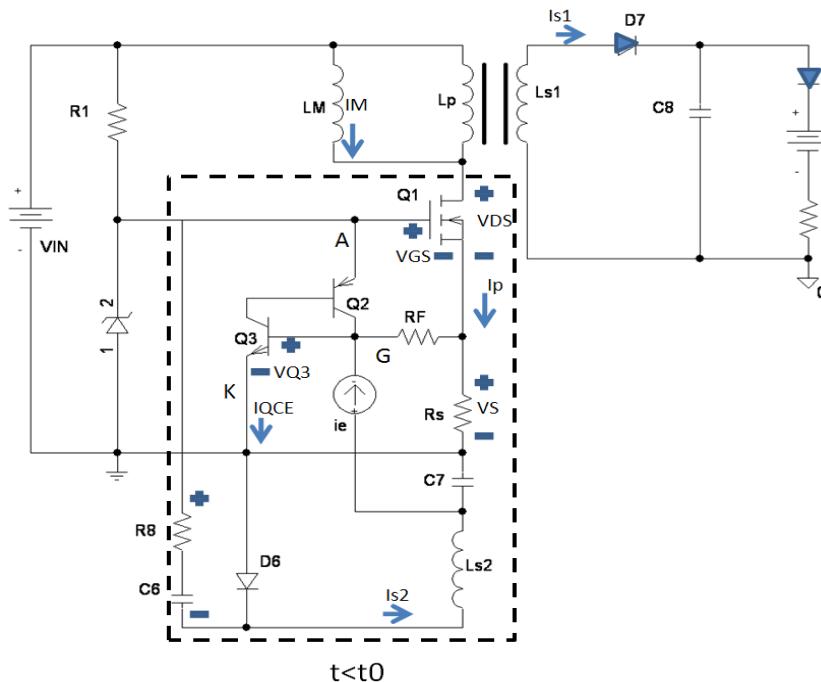 Is1
D7
R1
LM
IM
Lp
Ls1
C8
+
-
+
VIN
-
Q1
VDS
A
VGS
Q2
Ip
2
1
Q3
RF
G
VQ3
K
VS
Rs
IQCE
ie
-
+
C7
R8
D6
Ls2
C6
Is2
t<t0